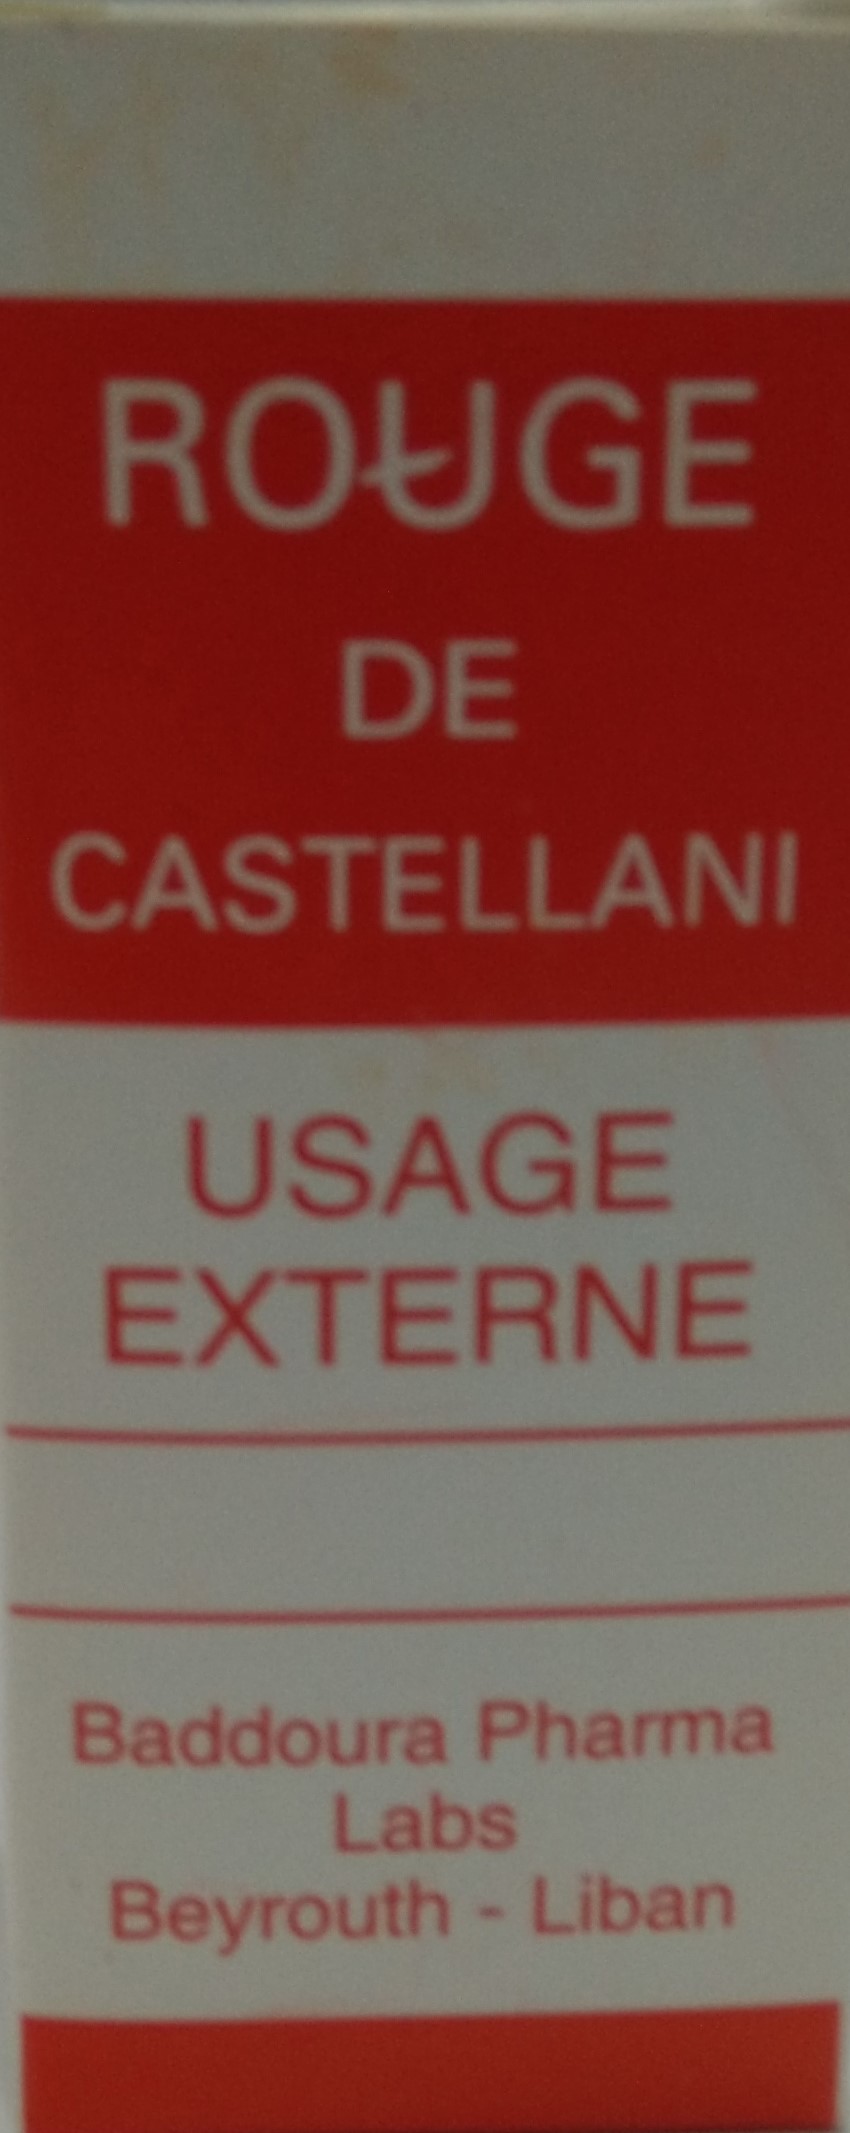 ROUGE
DE
CASTELLANI
USAGE
EXTERNE
Baddoura Pharma
Labs
Beyrouth - Liban